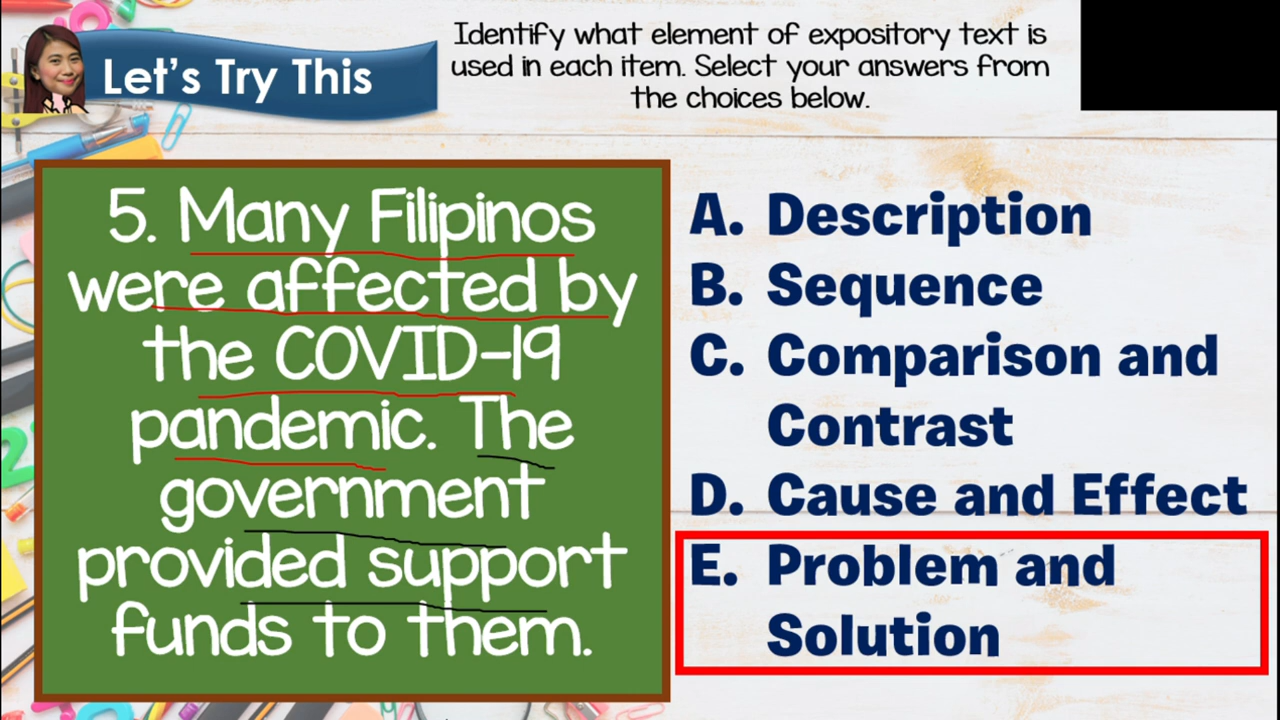 Let's Try This
Identify what element of expository text is
used in each item. Select your answers from
the choices below.
5. Many Filipinos
were affected by
the COVID-19
pandemic. The
government
provided support
funds to them.
A. Description
B. Sequence
C. Comparison and
Contrast
D. Cause and Effect
E. Problem and
Solution
2